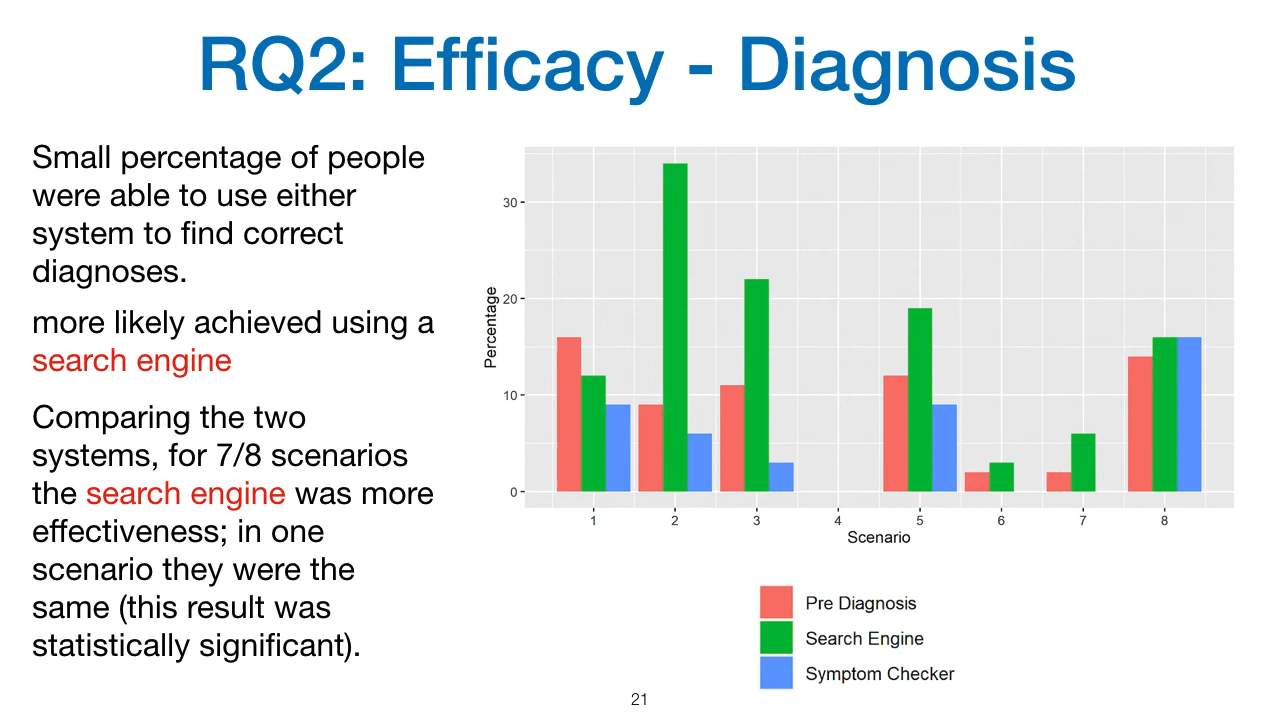 RQ2: Efficacy - Diagnosis
Small percentage of people
were able to use either
system to find correct
diagnoses.
more likely achieved using a
search engine
Comparing the two
systems, for 7/8 scenarios
the search engine was more
effectiveness; in one
scenario they were the
same (this result was
statistically significant).
Percentage
30
20
10
0
1 2 3 4 5 6 7 8
Scenario
Pre Diagnosis
Search Engine
Symptom Checker
21